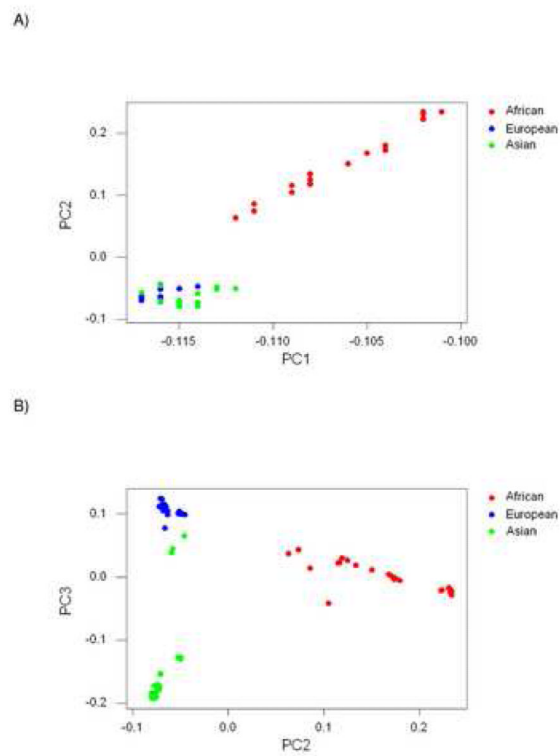 A)
African
European
Asian
PC2
0.2
0.1
0.0
-0.1
-0.115
-0.110
-0.105
-0.100
PC1
B)
African
European
Asian
PC3
0.1
0.0
-0.1
-0.2
-0.1
0.0
0.1
0.2
PC2